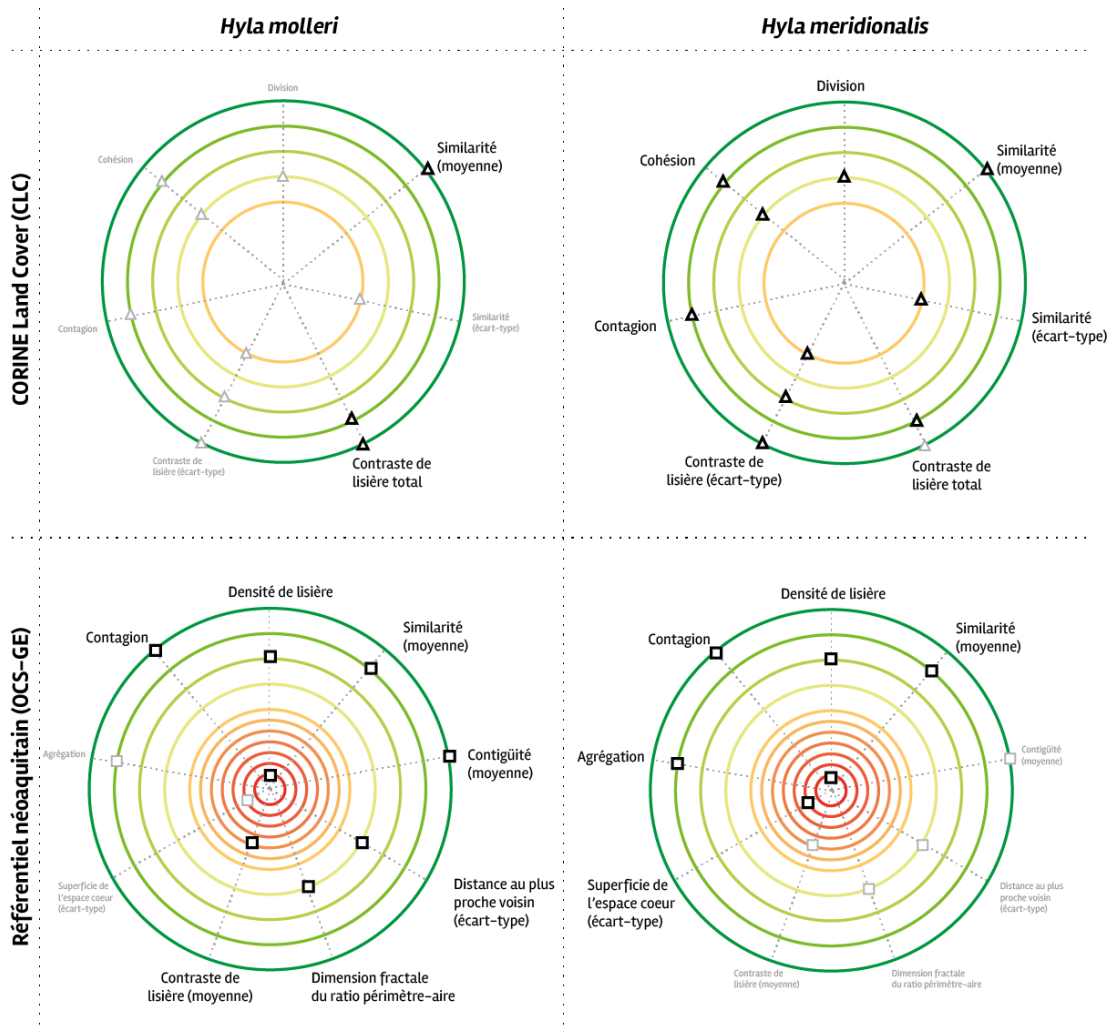 Hyla molleri
Hyla meridionalis
CORINE Land Cover (CLC)
Division
Cohésion
Similarité
(moyenne)
Contagion
Similarité
(écart-type)
Contraste de
lisière (écart-type)
Contraste de
lisière total
Division
Cohésion
Similarité
(moyenne)
Contagion
Similarité
(écart-type)
Contraste de
lisière (écart-type)
Contraste de
lisière total
Référentiel néoaquitain (OCS-GE)
Densité de lisière
Contagion
Similarité
(moyenne)
Agrégation
Contigüité
(moyenne)
Superficie de
l'espace coeur
(écart-type)
Distance au plus
proche voisin
(écart-type)
Contraste de
lisière (moyenne)
Dimension fractale
du ratio périmètre-aire
Densité de lisière
Contagion
Similarité
(moyenne)
Agrégation
Contigüité
(moyenne)
Superficie de
l'espace coeur
(écart-type)
Distance au plus
proche voisin
(écart-type)
Contraste de
lisière (moyenne)
Dimension fractale
du ratio périmètre-aire